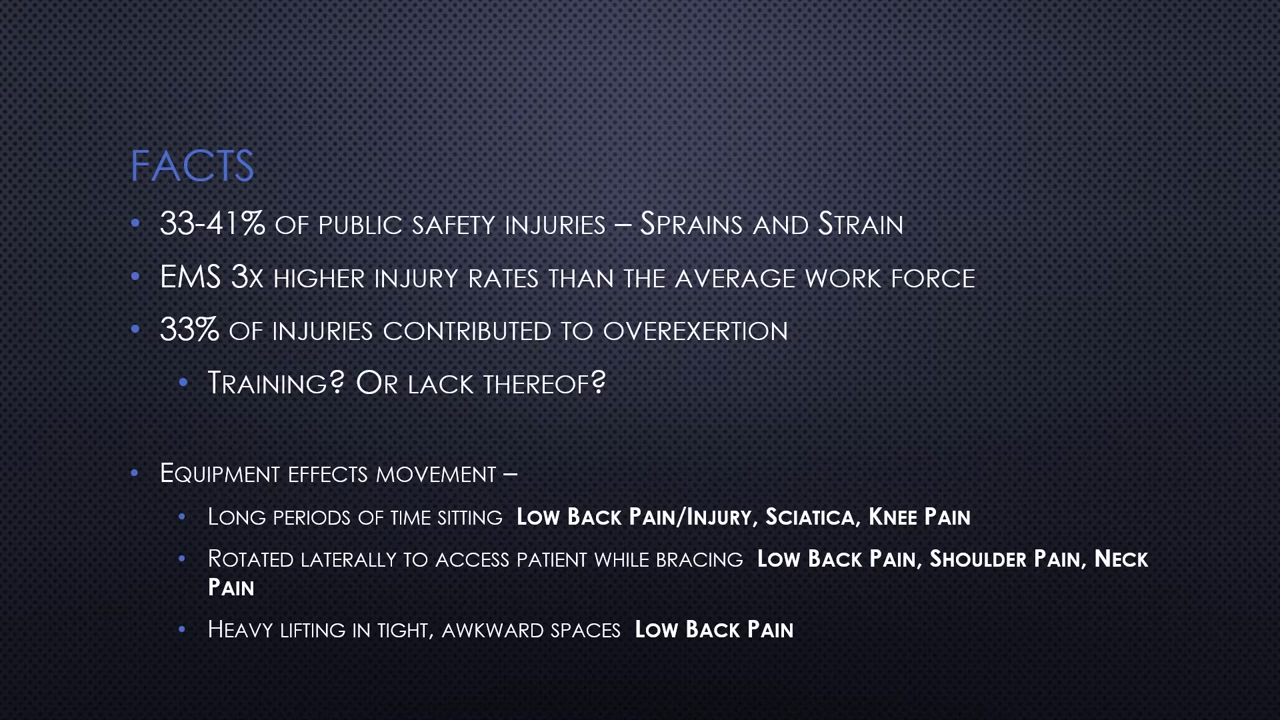 FACTS
• 33-41% of public safety injuries – Sprains and Strain
• EMS 3x higher injury rates than the average work force
• 33% of injuries contributed to overexertion
• Training? Or lack thereof?
• Equipment effects movement –
• Long periods of time sitting Low Back Pain/Injury, Sciatica, Knee Pain
• Rotated laterally to access patient while bracing Low Back Pain, Shoulder Pain, Neck
Pain
• Heavy lifting in tight, awkward spaces Low Back Pain